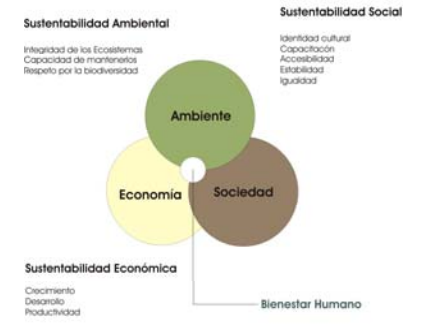 Sustentabilidad Ambiental
Integridad de los Ecosistemas
Capacidad de mantenerlos
Respeto por la biodiversidad
Sustentabilidad Social
Identidad cultural
Capacitacón
Accesibilidad
Estabilidad
Igualdad
Ambiente
Economía
Sociedad
Sustentabilidad Económica
Crecimiento
Desarrollo
Productividad
Bienestar Humano